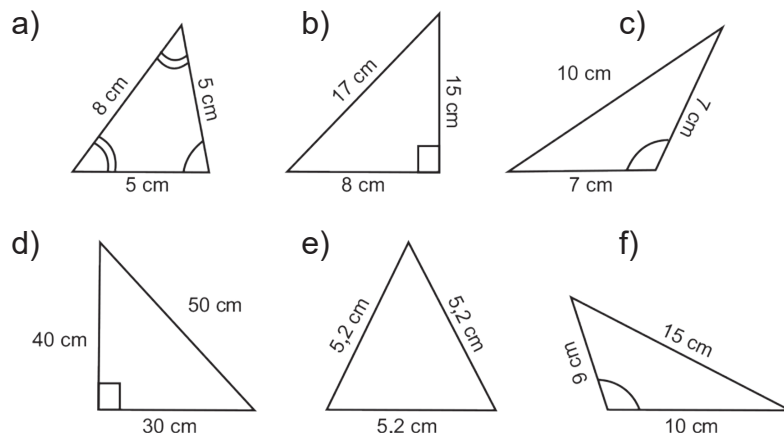 a)
8 cm
5 cm
5 cm
b)
17 cm
15 cm
8 cm
c)
10 cm
7 cm
7 cm
d)
40 cm
50 cm
30 cm
e)
5,2 cm
5,2 cm
5,2 cm
f)
9 cm
15 cm
10 cm